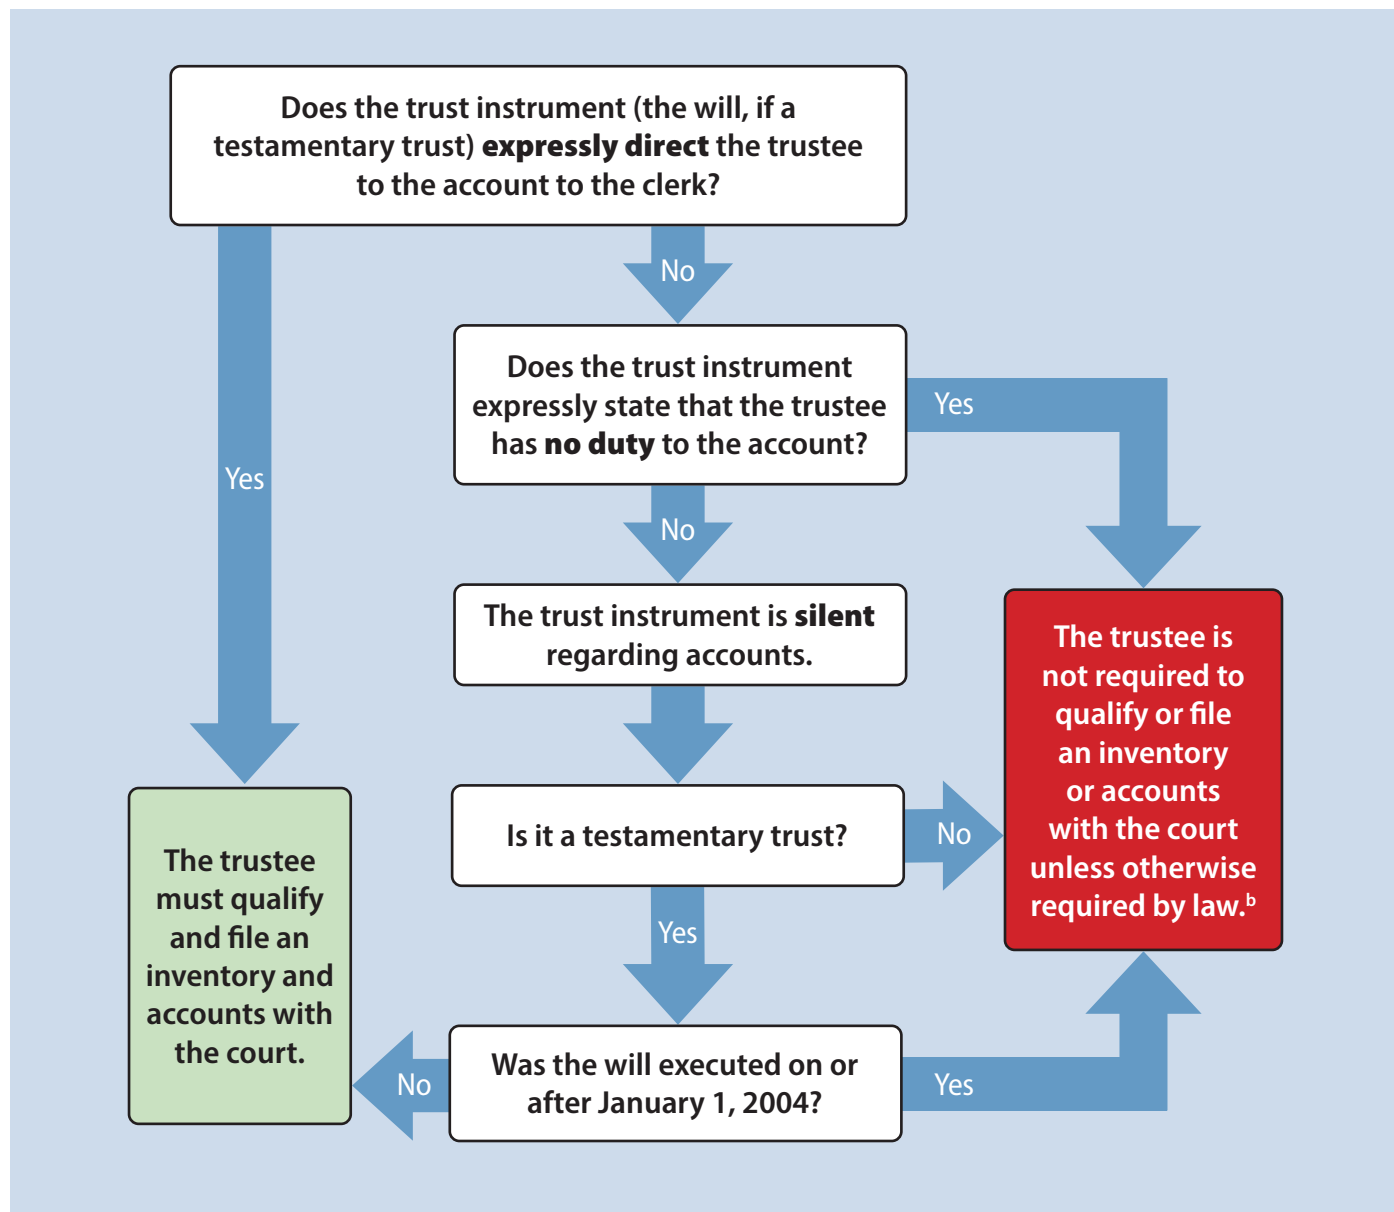 Does the trust instrument (the will, if a
testamentary trust) expressly direct the trustee
to the account to the clerk?
No
Does the trust instrument
expressly state that the trustee
has no duty to the account?
Yes
Yes
No
The trust instrument is silent
regarding accounts.
The trustee is
not required to
qualify or file
an inventory
or accounts
with the court
unless otherwise
required by law.b
Is it a testamentary trust?
No
The trustee
must qualify
and file an
inventory and
accounts with
the court.
Yes
Was the will executed on or
after January 1, 2004?
No
Yes